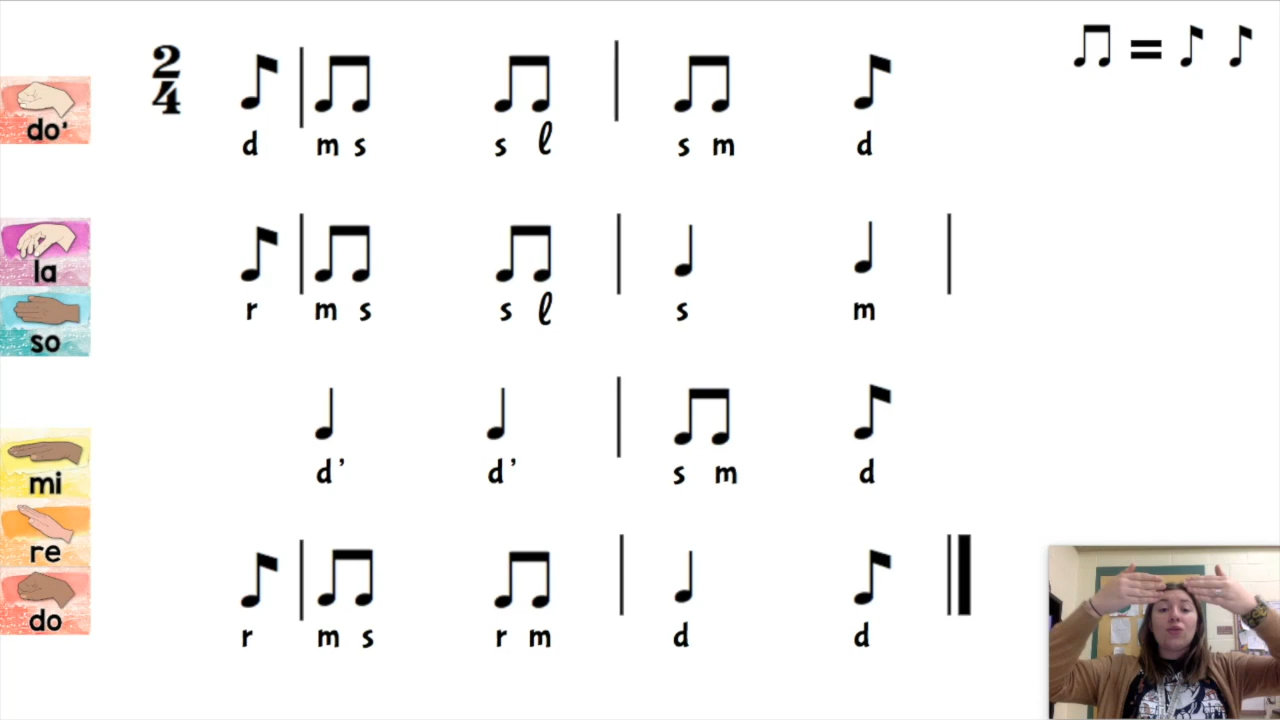 2
4
do'
d m s s l s m d
la
so
r m s s l s m
mi
d' d' s m d
re
do
r m s r m d d